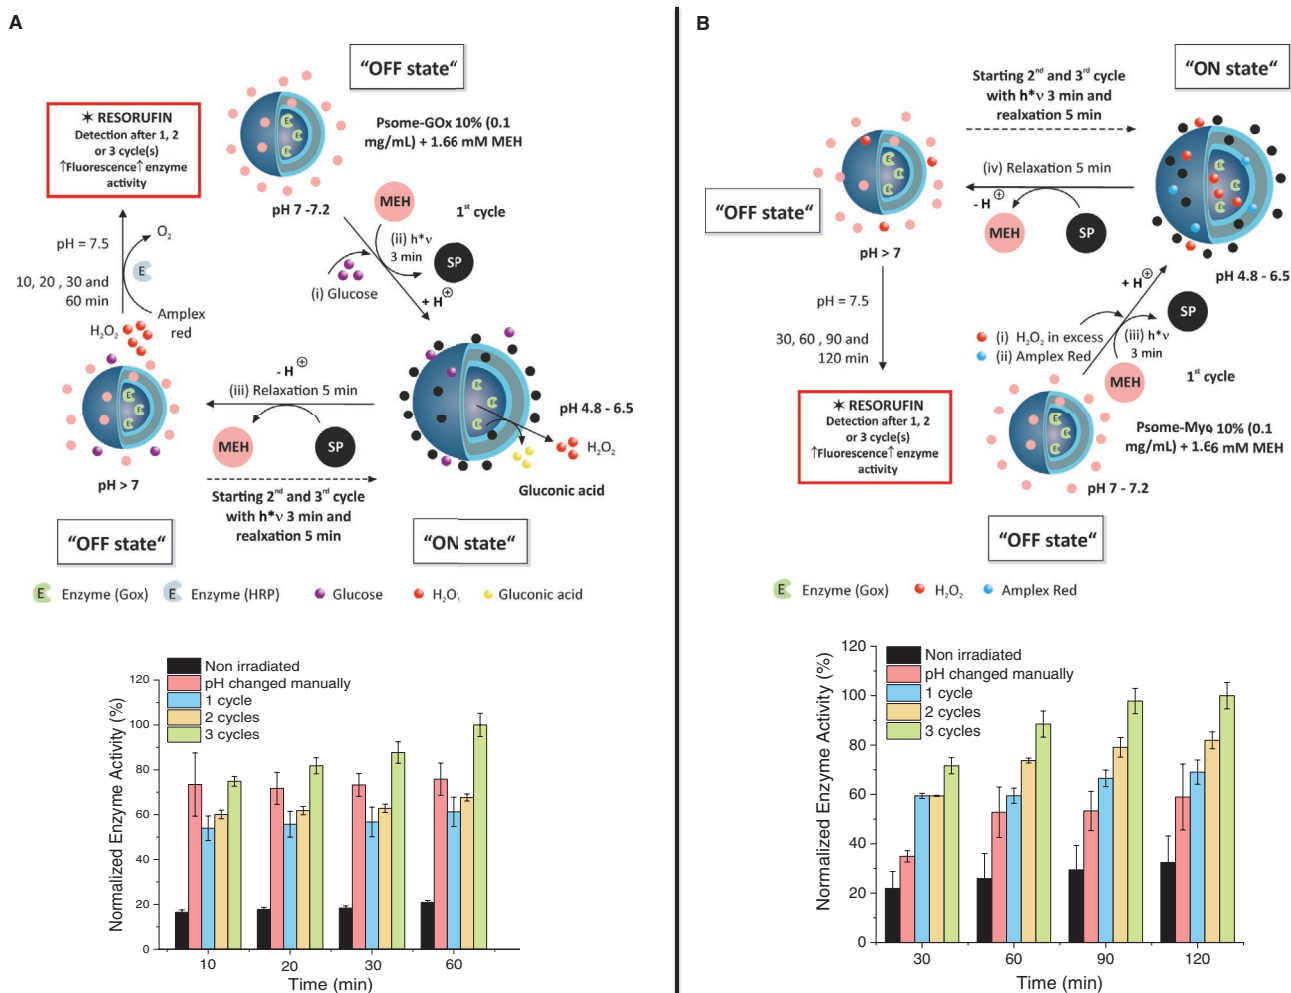 A
"OFF state"
✶ RESORUFIN
Detection after 1, 2
or 3 cycle(s)
↑Fluorescence↑ enzyme
activity
Psome-GOx 10% (0.1
mg/mL) + 1.66 mM MEH
pH 7 -7.2
MEH
1st cycle
(ii) h*ν
3 min
SP
(i) Glucose
+ H⊕
pH = 7.5
O2
E
10, 20 , 30 and
60 min
Amplex
red
H2O2
- H⊕
(iii) Relaxation 5 min
MEH
SP
pH 4.8 - 6.5
H2O2
Gluconic acid
pH > 7
Starting 2nd and 3rd cycle
with h*ν 3 min and
realxation 5 min
"OFF state"
"ON state"
E Enzyme (Gox)
E Enzyme (HRP)
Glucose
H2O
Gluconic acid
Normalized Enzyme Activity (%)
Non irradiated
pH changed manually
1 cycle
2 cycles
3 cycles
120
100
80
60
40
20
0
10 20 30 60
Time (min)
B
"ON state"
Starting 2nd and 3rd cycle
with h*ν 3 min and
realxation 5 min
(iv) Relaxation 5 min
- H⊕
MEH
SP
"OFF state"
pH > 7
pH 4.8 - 6.5
+ H⊕
pH = 7.5
30, 60 , 90 and
120 min
SP
(i) H2O2 in excess
(ii) Amplex Red
(iii) h*ν
3 min
MEH
1st cycle
✶ RESORUFIN
Detection after 1, 2
or 3 cycle(s)
↑Fluorescence↑ enzyme
activity
Psome-Myo 10% (0.1
mg/mL) + 1.66 mM MEH
pH 7 - 7.2
"OFF state"
E Enzyme (Gox)
H2O2
Amplex Red
Normalized Enzyme Activity (%)
Non irradiated
pH changed manually
1 cycle
2 cycles
3 cycles
120
100
80
60
40
20
0
30 60 90 120
Time (min)